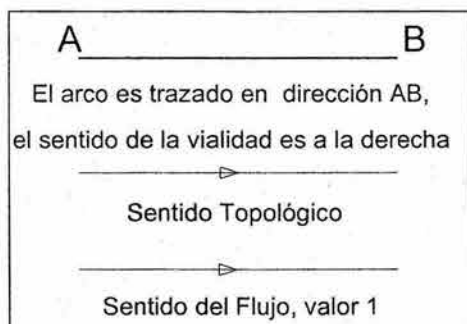 A B
El arco es trazado en dirección AB,
el sentido de la vialidad es a la derecha
Sentido Topológico
Sentido del Flujo, valor 1